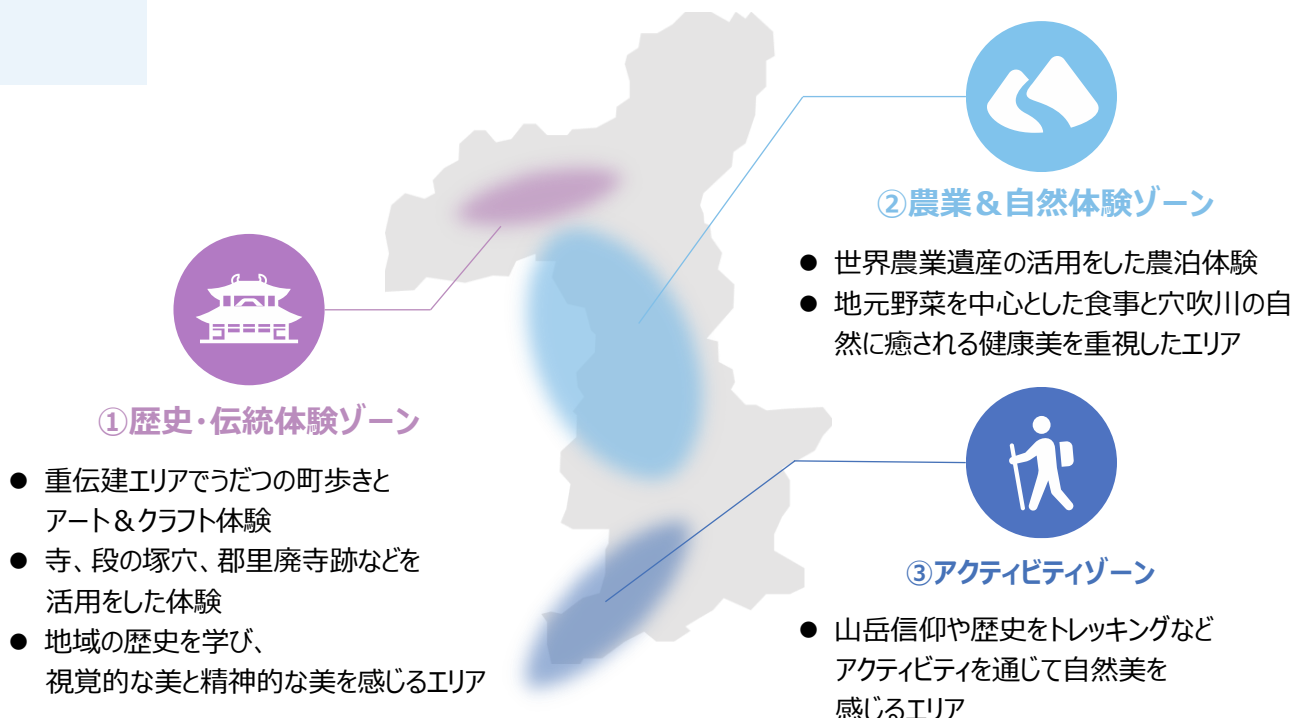 ①歴史・伝統体験ゾーン
● 重伝建エリアでうだつの町歩きと
アート＆クラフト体験
● 寺、段の塚穴、郡里廃寺跡などを
活用をした体験
● 地域の歴史を学び、
視覚的な美と精神的な美を感じるエリア
②農業＆自然体験ゾーン
● 世界農業遺産の活用をした農泊体験
● 地元野菜を中心とした食事と穴吹川の自
然に癒される健康美を重視したエリア
③アクティビティゾーン
● 山岳信仰や歴史をトレッキングなど
アクティビティを通じて自然美を
感じるエリア